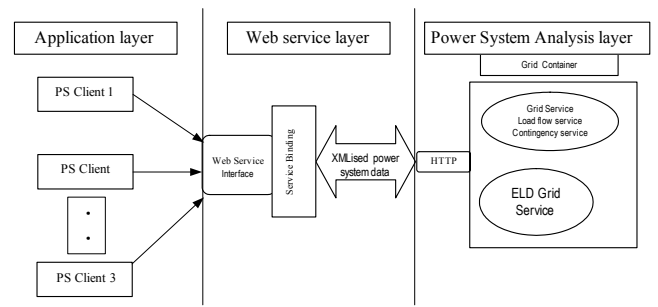 Application layer
Web service layer
Power System Analysis layer
Grid Container
PS Client 1
PS Client
PS Client 3
Web Service
Interface
Service Binding
XMLised power
system data
HTTP
Grid Service
Load flow service
Contingency service
ELD Grid
Service